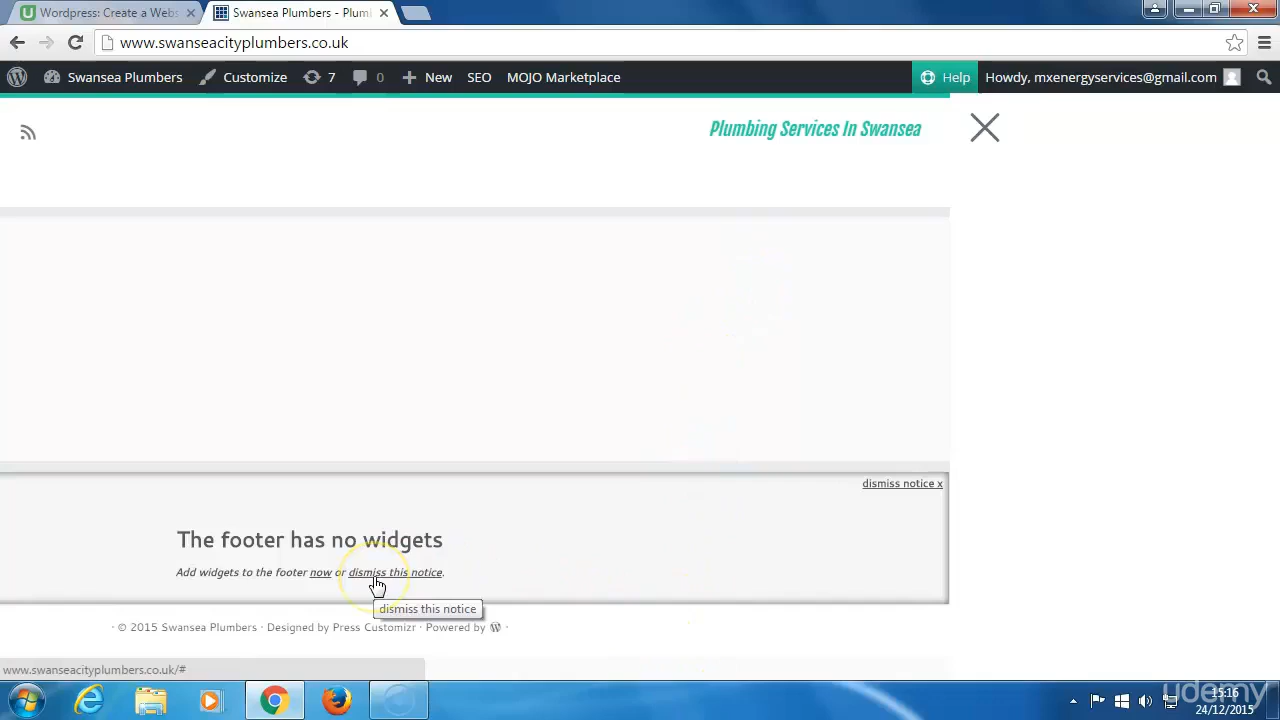 Wordpress: Create a Webs
Swansea Plumbers - Plum
www.swanseacityplumbers.co.uk
Swansea Plumbers
Customize
7
0
New
SEO
MOJO Marketplace
Help
Howdy, mxenergyservices@gmail.com
Plumbing Services In Swansea
dismiss notice x
The footer has no widgets
Add widgets to the footer now or dismiss this notice.
dismiss this notice
· © 2015 Swansea Plumbers · Designed by Press Customizr · Powered by ·
www.swanseacityplumbers.co.uk/#
udemy
15:16
24/12/2015